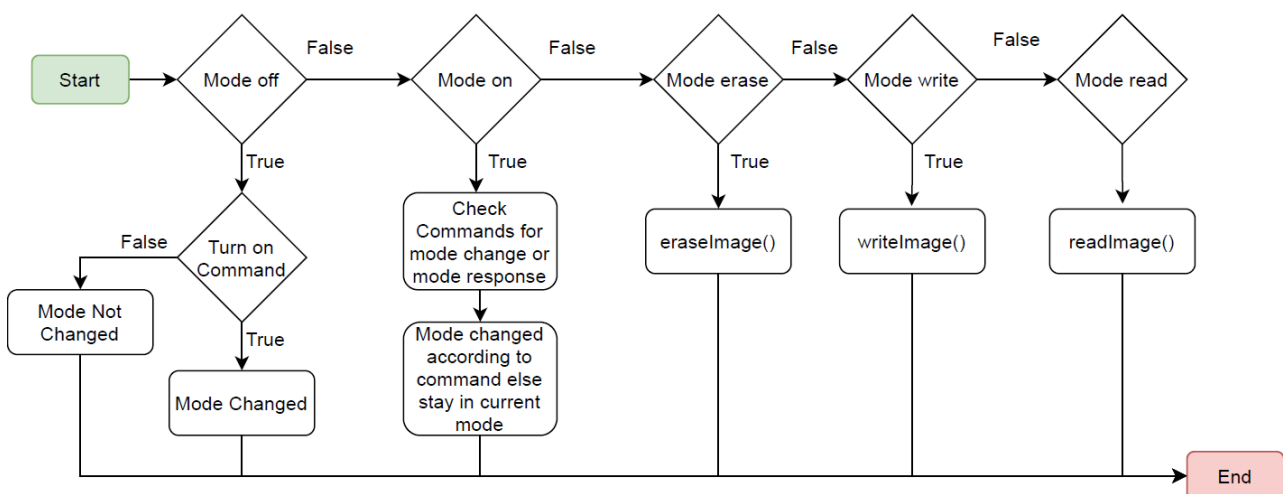 Start
Mode off
False
Mode on
False
Mode erase
False
Mode write
False
Mode read
True
True
True
True
Turn on
Command
False
Mode Not
Changed
True
Mode Changed
Check
Commands for
mode change or
mode response
Mode changed
according to
command else
stay in current
mode
eraseImage()
writeImage()
readImage()
End